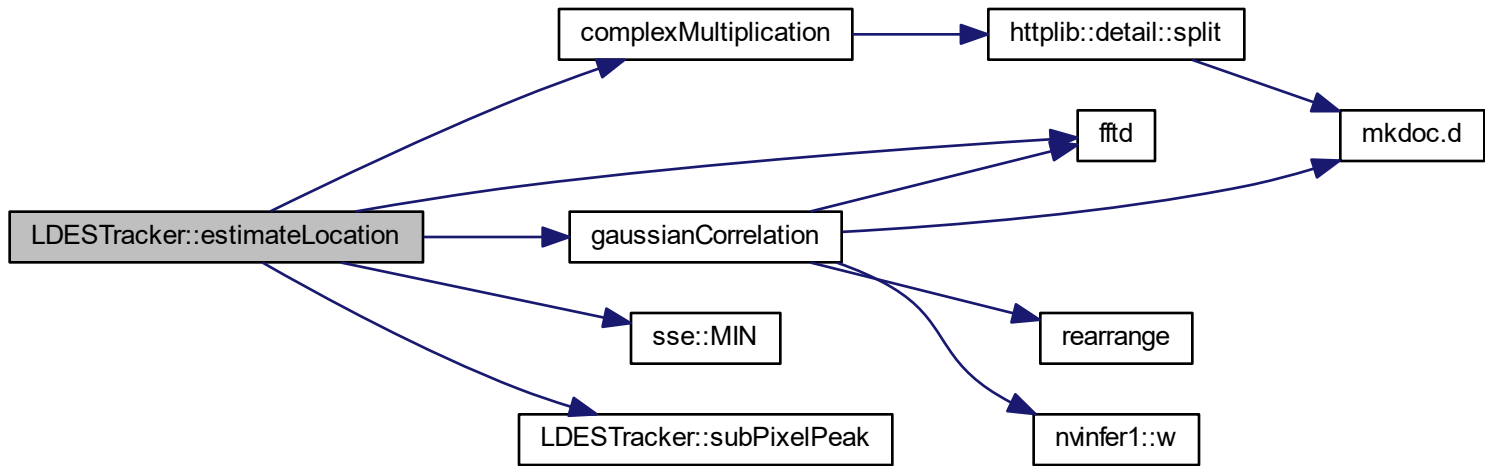 complexMultiplication
httplib::detail::split
fftd
mkdoc.d
LDESTracker::estimateLocation
gaussianCorrelation
sse::MIN
rearrange
LDESTracker::subPixelPeak
nvinfer1::w